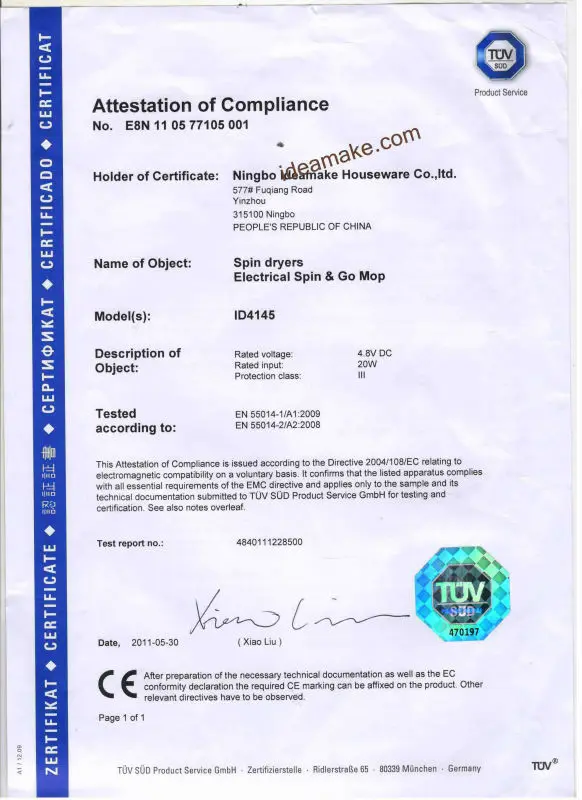 TÜV
SÜD
Product Service
Attestation of Compliance
No. E8N 11 05 77105 001
ideamake.com
Holder of Certificate: Ningbo Ideamake Houseware Co.,ltd.
577# Fuqiang Road
Yinzhou
315100 Ningbo
PEOPLE'S REPUBLIC OF CHINA
Name of Object: Spin dryers
Electrical Spin & Go Mop
Model(s): ID4145
Description of
Object:
Rated voltage: 4.8V DC
Rated input: 20W
Protection class: III
Tested
according to:
EN 55014-1/A1:2009
EN 55014-2/A2:2008
This Attestation of Compliance is issued according to the Directive 2004/108/EC relating to
electromagnetic compatibility on a voluntary basis. It confirms that the listed apparatus complies
with all essential requirements of the EMC directive and applies only to the sample and its
technical documentation submitted to TÜV SÜD Product Service GmbH for testing and
certification. See also notes overleaf.
Test report no.: 4840111228500
Xiao Liu
TÜV
SÜD
470197
Date, 2011-05-30
( Xiao Liu )
CE
After preparation of the necessary technical documentation as well as the EC
conformity declaration the required CE marking can be affixed on the product. Other
relevant directives have to be observed.
Page 1 of 1
TÜV SÜD Product Service GmbH · Zertifizierstelle · Ridlerstraße 65 · 80339 München · Germany
TÜV®
A1 / 12.09
ZERTIFIKAT ◆ CERTIFICATE ◆ 認証証書 ◆ СЕРТИФИКАТ ◆ CERTIFICADO ◆ CERTIFICAT